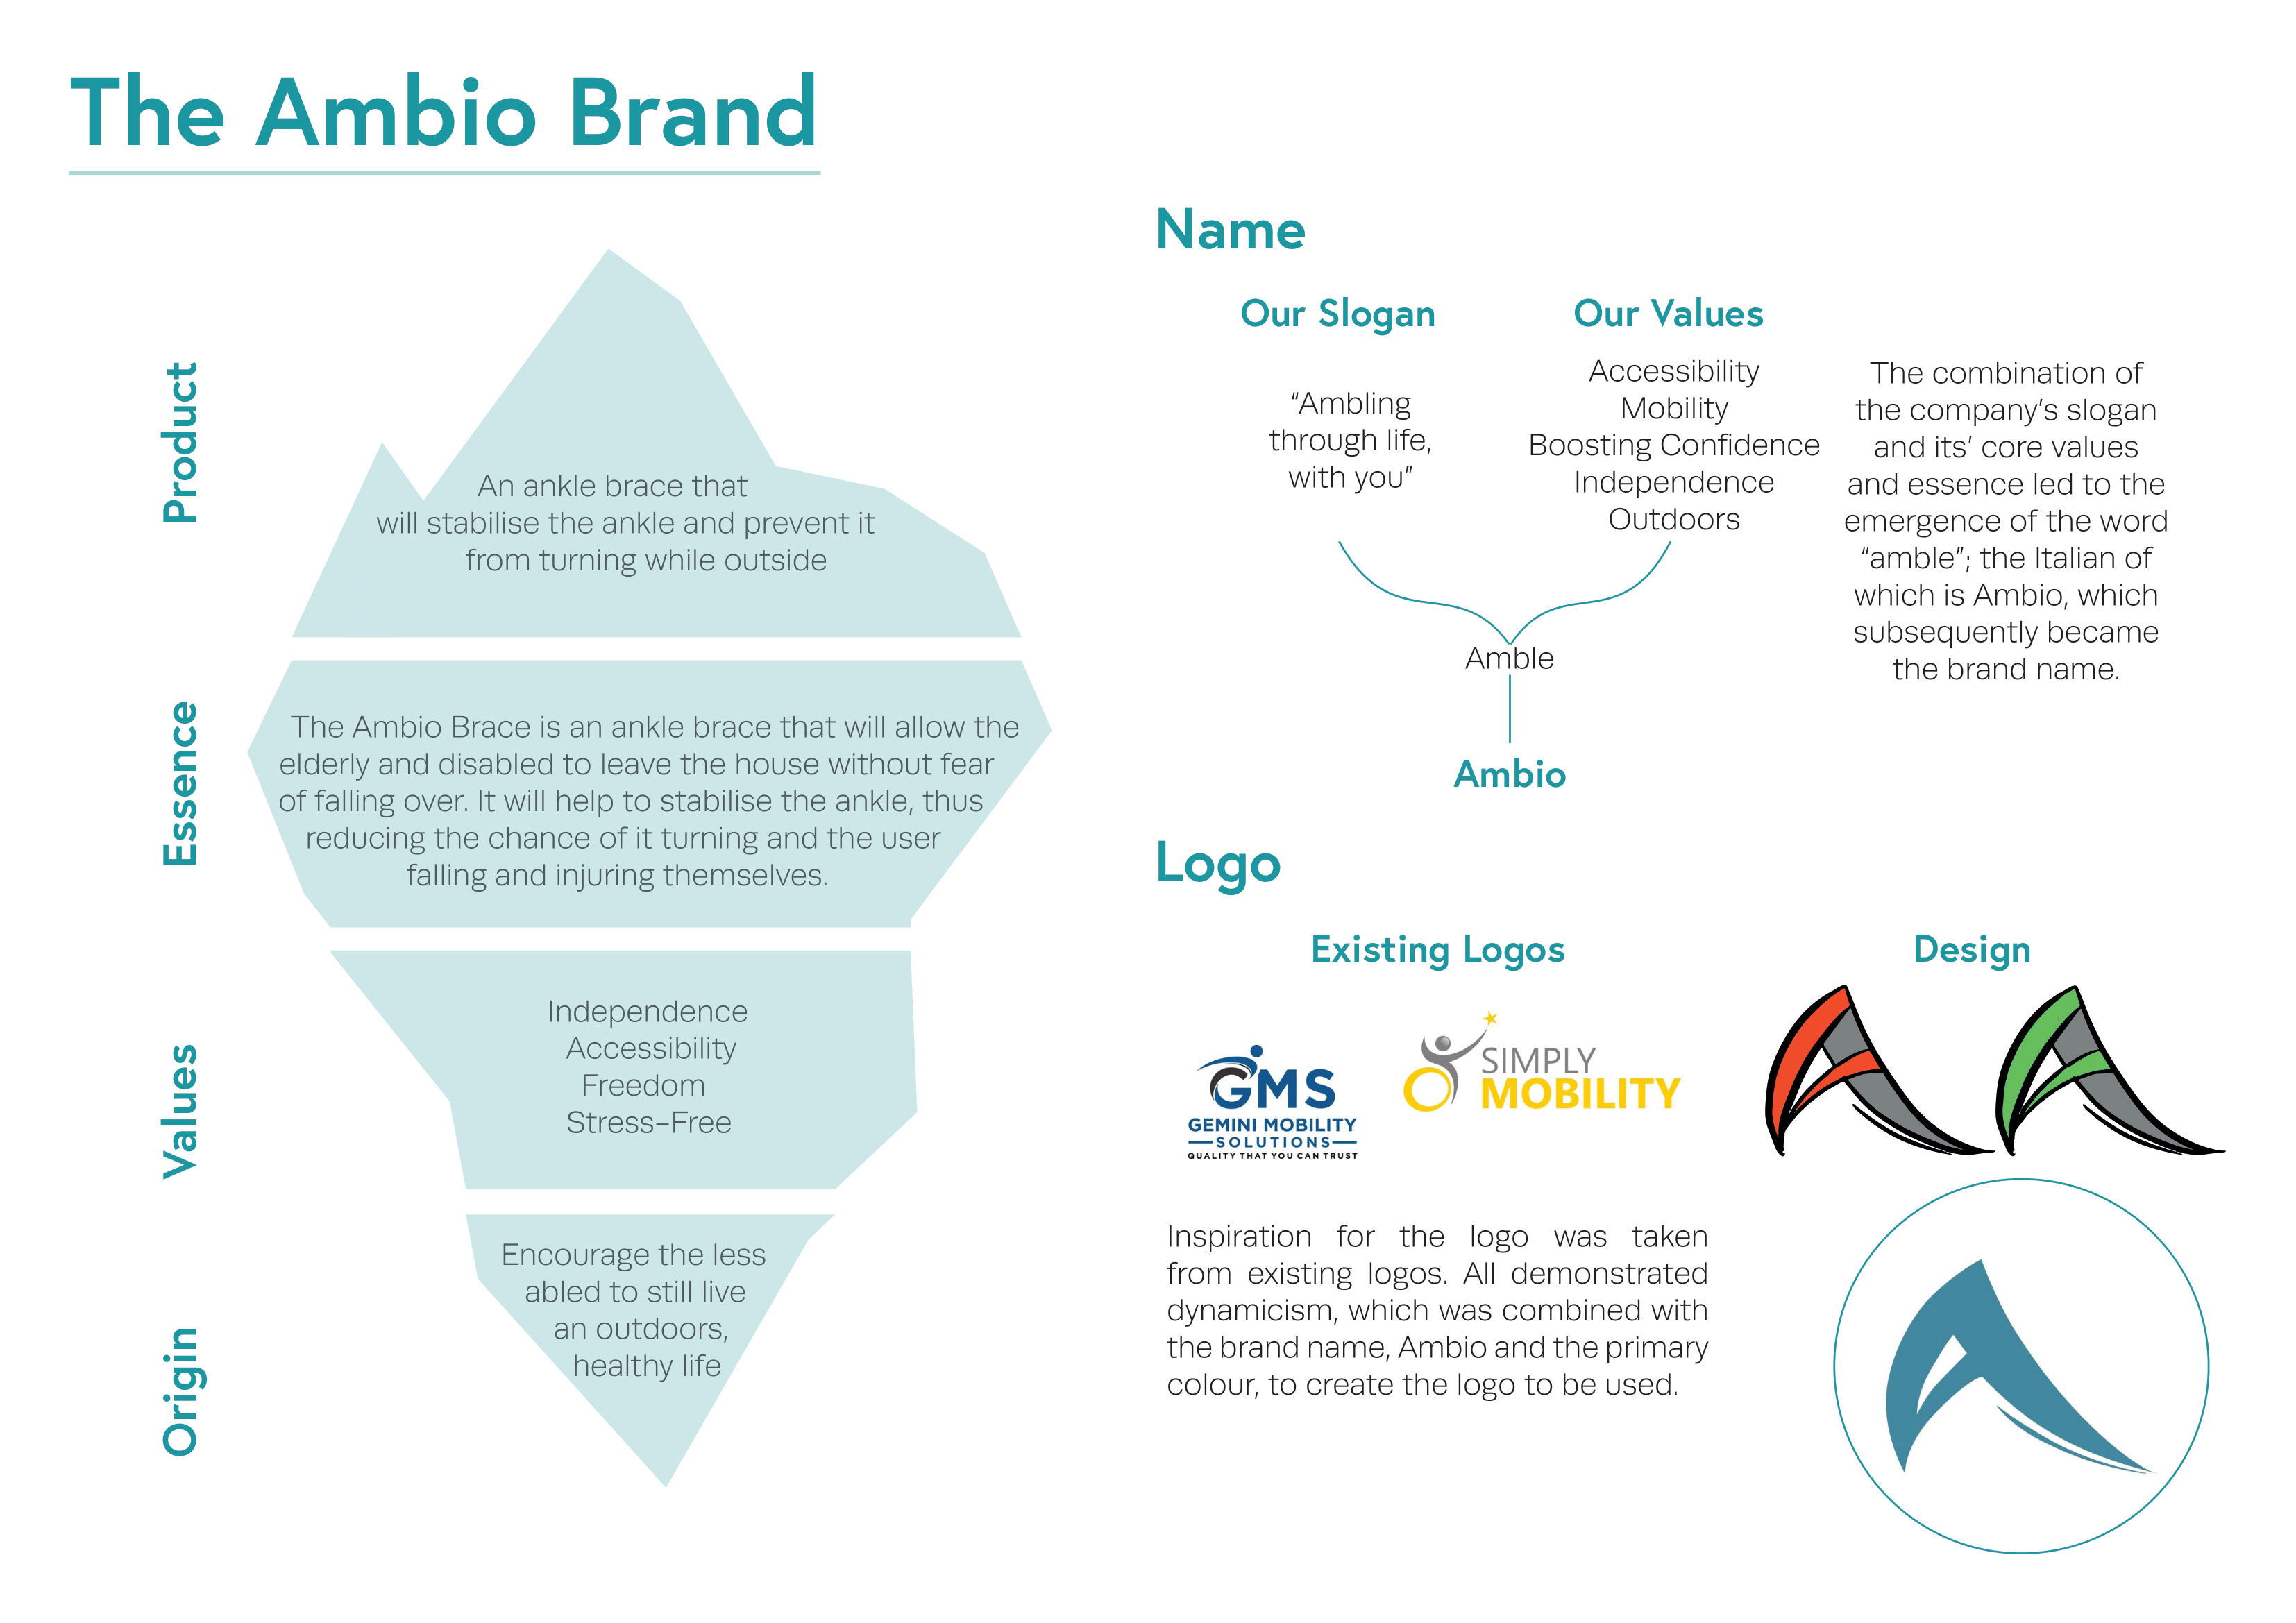 The Ambio Brand
Product
An ankle brace that
will stabilise the ankle and prevent it
from turning while outside
Essence
The Ambio Brace is an ankle brace that will allow the
elderly and disabled to leave the house without fear
of falling over. It will help to stabilise the ankle, thus
reducing the chance of it turning and the user
falling and injuring themselves.
Values
Independence
Accessibility
Freedom
Stress-Free
Origin
Encourage the less
abled to still live
an outdoors,
healthy life
Name
Our Slogan
“Ambling
through life,
with you”
Our Values
Accessibility
Mobility
Boosting Confidence
Independence
Outdoors
Amble
Ambio
The combination of
the company’s slogan
and its’ core values
and essence led to the
emergence of the word
“amble”; the Italian of
which is Ambio, which
subsequently became
the brand name.
Logo
Existing Logos
GMS
GEMINI MOBILITY
SOLUTIONS
QUALITY THAT YOU CAN TRUST
SIMPLY
MOBILITY
Design
Inspiration for the logo was taken
from existing logos. All demonstrated
dynamicism, which was combined with
the brand name, Ambio and the primary
colour, to create the logo to be used.